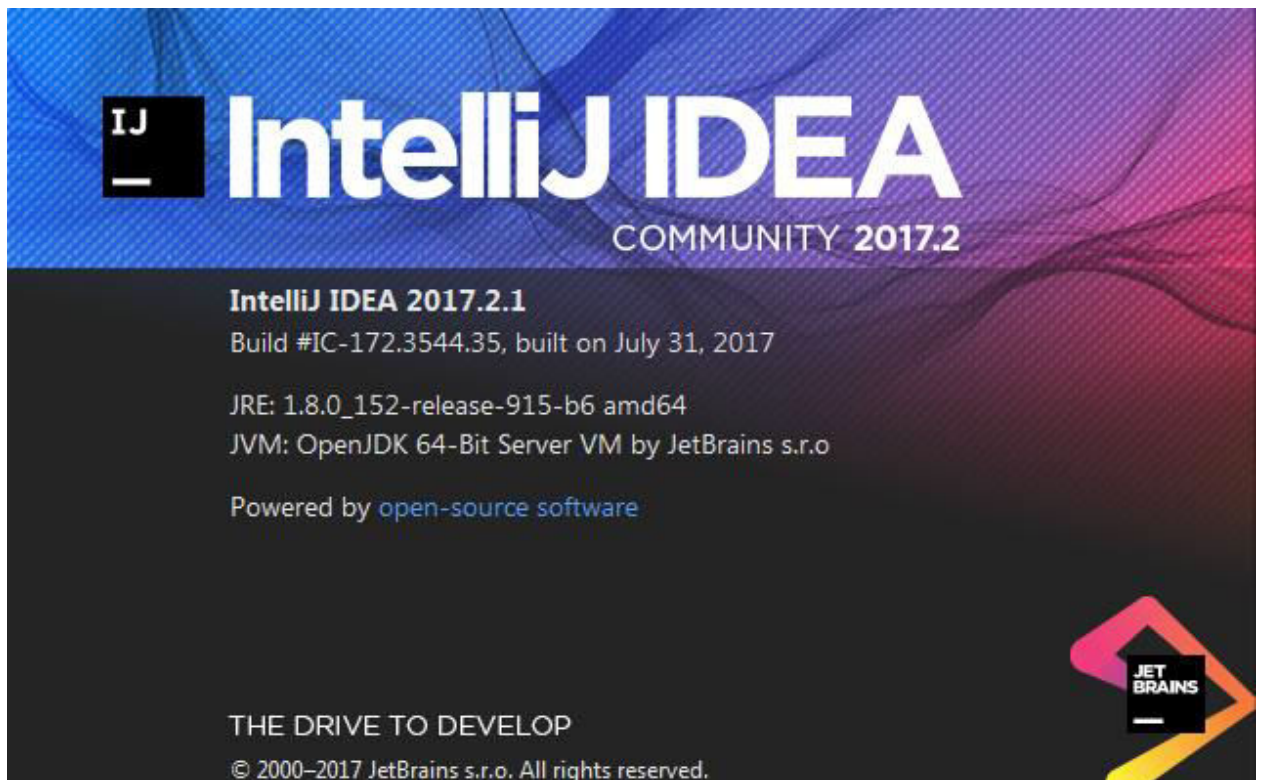 IJ
IntelliJ IDEA
COMMUNITY 2017.2
IntelliJ IDEA 2017.2.1
Build #IC-172.3544.35, built on July 31, 2017
JRE: 1.8.0_152-release-915-b6 amd64
JVM: OpenJDK 64-Bit Server VM by JetBrains s.r.o
Powered by open-source software
JET
BRAINS
THE DRIVE TO DEVELOP
© 2000–2017 JetBrains s.r.o. All rights reserved.